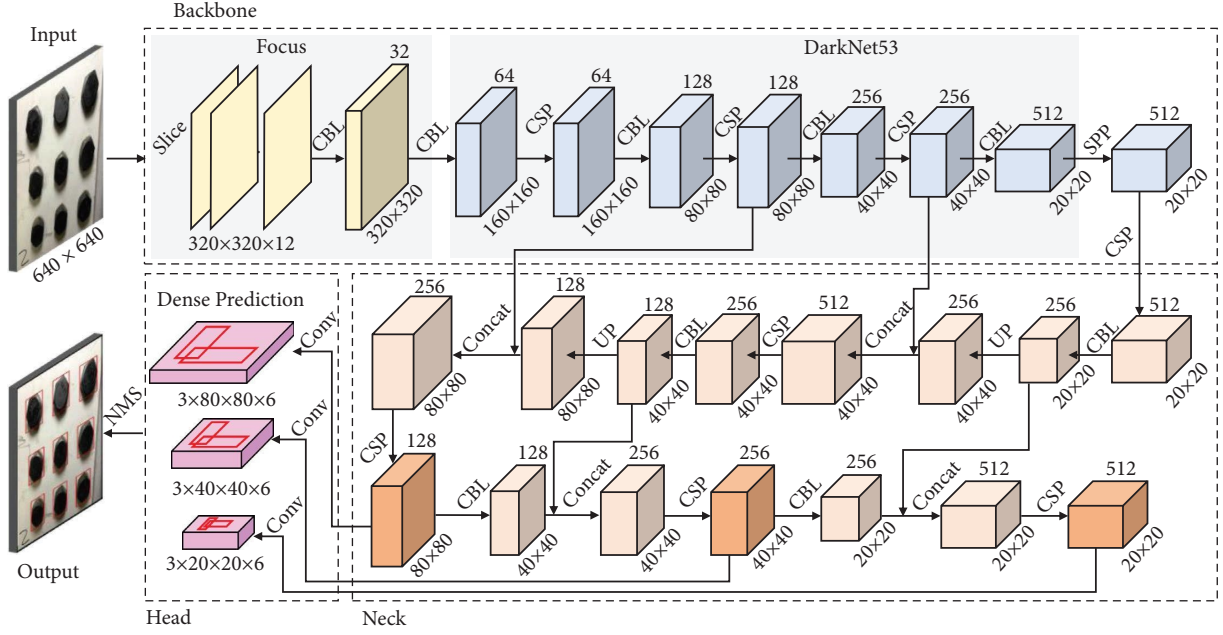 Backbone
Input
Focus
DarkNet53
Slice
CBL
32
CBL
64
CSP
64
CBL
128
CSP
128
CBL
256
CSP
256
CBL
512
SPP
512
320×320×12
320×320
160×160
160×160
80×80
80×80
40×40
40×40
20×20
20×20
640 × 640
CSP
Dense Prediction
256
Concat
128
UP
128
CBL
256
CSP
512
Concat
256
UP
256
CBL
512
80×80
80×80
40×40
40×40
40×40
40×40
20×20
20×20
Conv
3×80×80×6
NMS
Conv
3×40×40×6
Conv
3×20×20×6
CSP
128
CBL
128
Concat
256
CSP
256
CBL
256
Concat
512
CSP
512
80×80
40×40
40×40
40×40
20×20
20×20
20×20
Output
Head
Neck